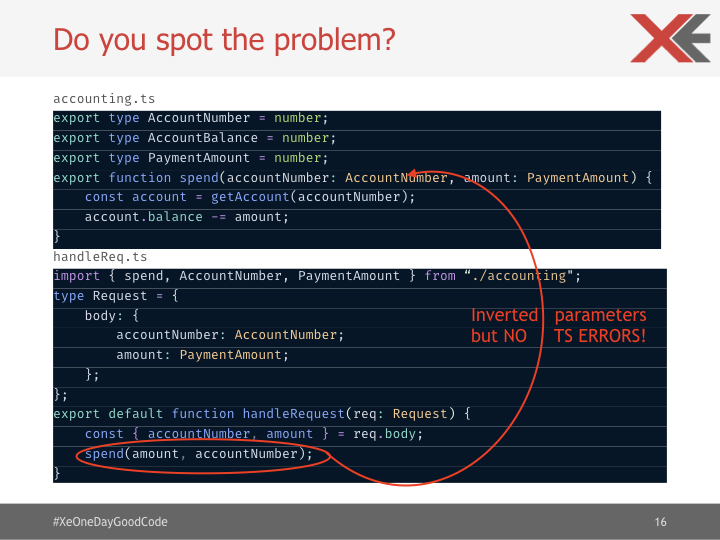 Do you spot the problem?
XE
accounting.ts
export type AccountNumber = number;
export type AccountBalance = number;
export type PaymentAmount = number;
export function spend(accountNumber: AccountNumber, amount: PaymentAmount) {
    const account = getAccount(accountNumber);
    account.balance -= amount;
}
handleReq.ts
import { spend, AccountNumber, PaymentAmount } from “./accounting";
type Request = {
    body: {
        accountNumber: AccountNumber;
        amount: PaymentAmount;
    };
};
Inverted parameters
but NO TS ERRORS!
export default function handleRequest(req: Request) {
    const { accountNumber, amount } = req.body;
    spend(amount, accountNumber);
}
#XeOneDayGoodCode
16